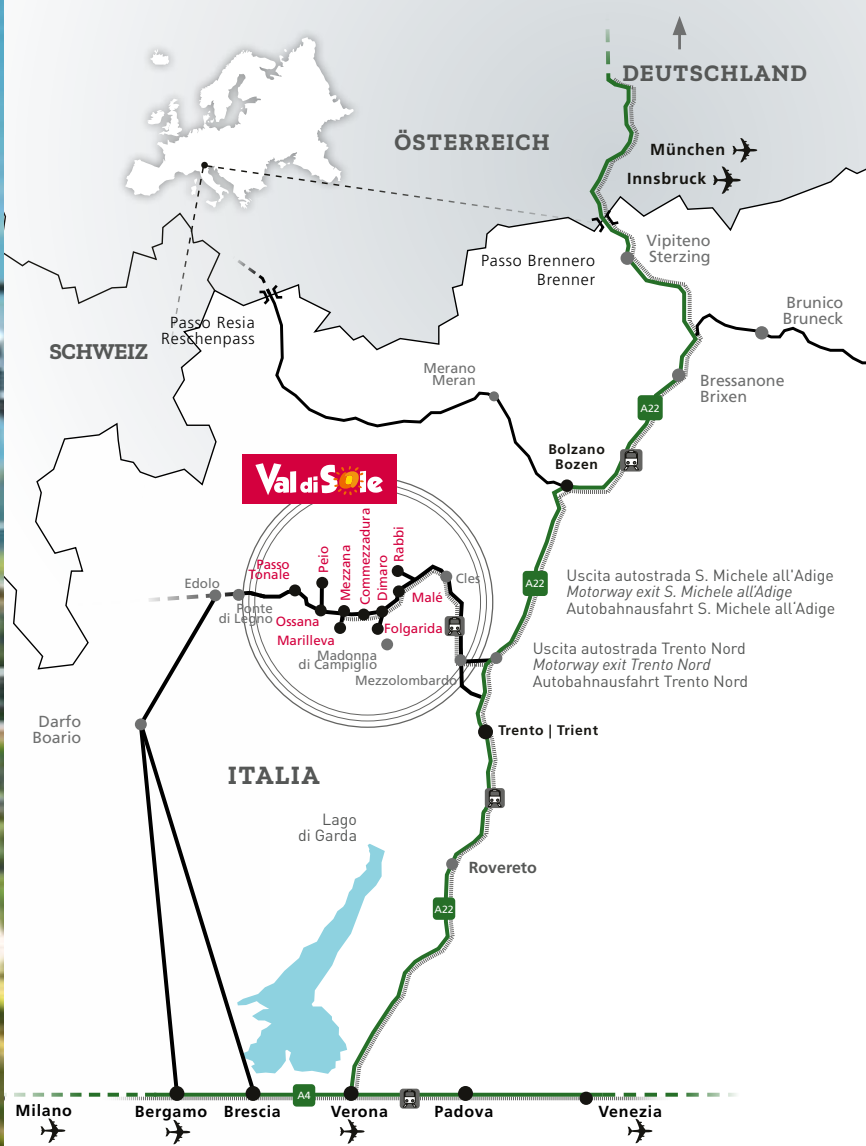 DEUTSCHLAND
ÖSTERREICH
München
Innsbruck
Vipiteno
Sterzing
Passo Brennero
Brenner
Brunico
Bruneck
Passo Resia
Reschenpass
SCHWEIZ
Merano
Meran
Bressanone
Brixen
A22
Bolzano
Bozen
Val di Sole
Passo
Tonale
Peio
Mezzana
Commezzadura
Dimaro
Rabbi
Edolo
Ponte
di Legno
Ossana
Marilleva
Malé
Folgarida
Cles
Madonna
di Campiglio
Mezzolombardo
A22
Uscita autostrada S. Michele all'Adige
Motorway exit S. Michele all'Adige
Autobahnausfahrt S. Michele all'Adige
Uscita autostrada Trento Nord
Motorway exit Trento Nord
Autobahnausfahrt Trento Nord
Darfo
Boario
Trento | Trient
ITALIA
Lago
di Garda
Rovereto
A22
A4
Milano
Bergamo
Brescia
Verona
Padova
Venezia